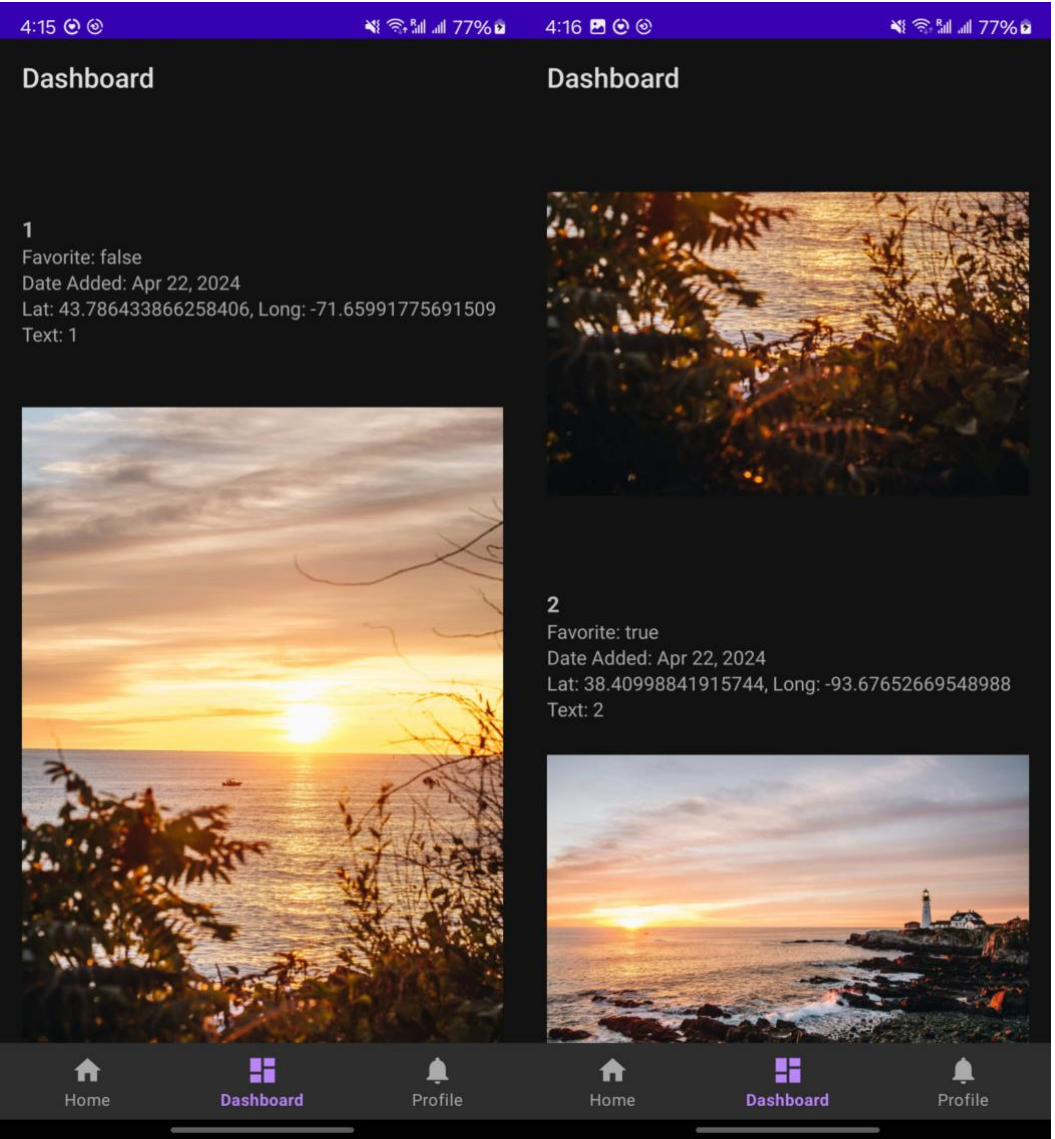 4:15
77%
Dashboard
1
Favorite: false
Date Added: Apr 22, 2024
Lat: 43.786433866258406, Long: -71.65991775691509
Text: 1
Home
Dashboard
Profile
4:16
77%
Dashboard
2
Favorite: true
Date Added: Apr 22, 2024
Lat: 38.40998841915744, Long: -93.67652669548988
Text: 2
Home
Dashboard
Profile